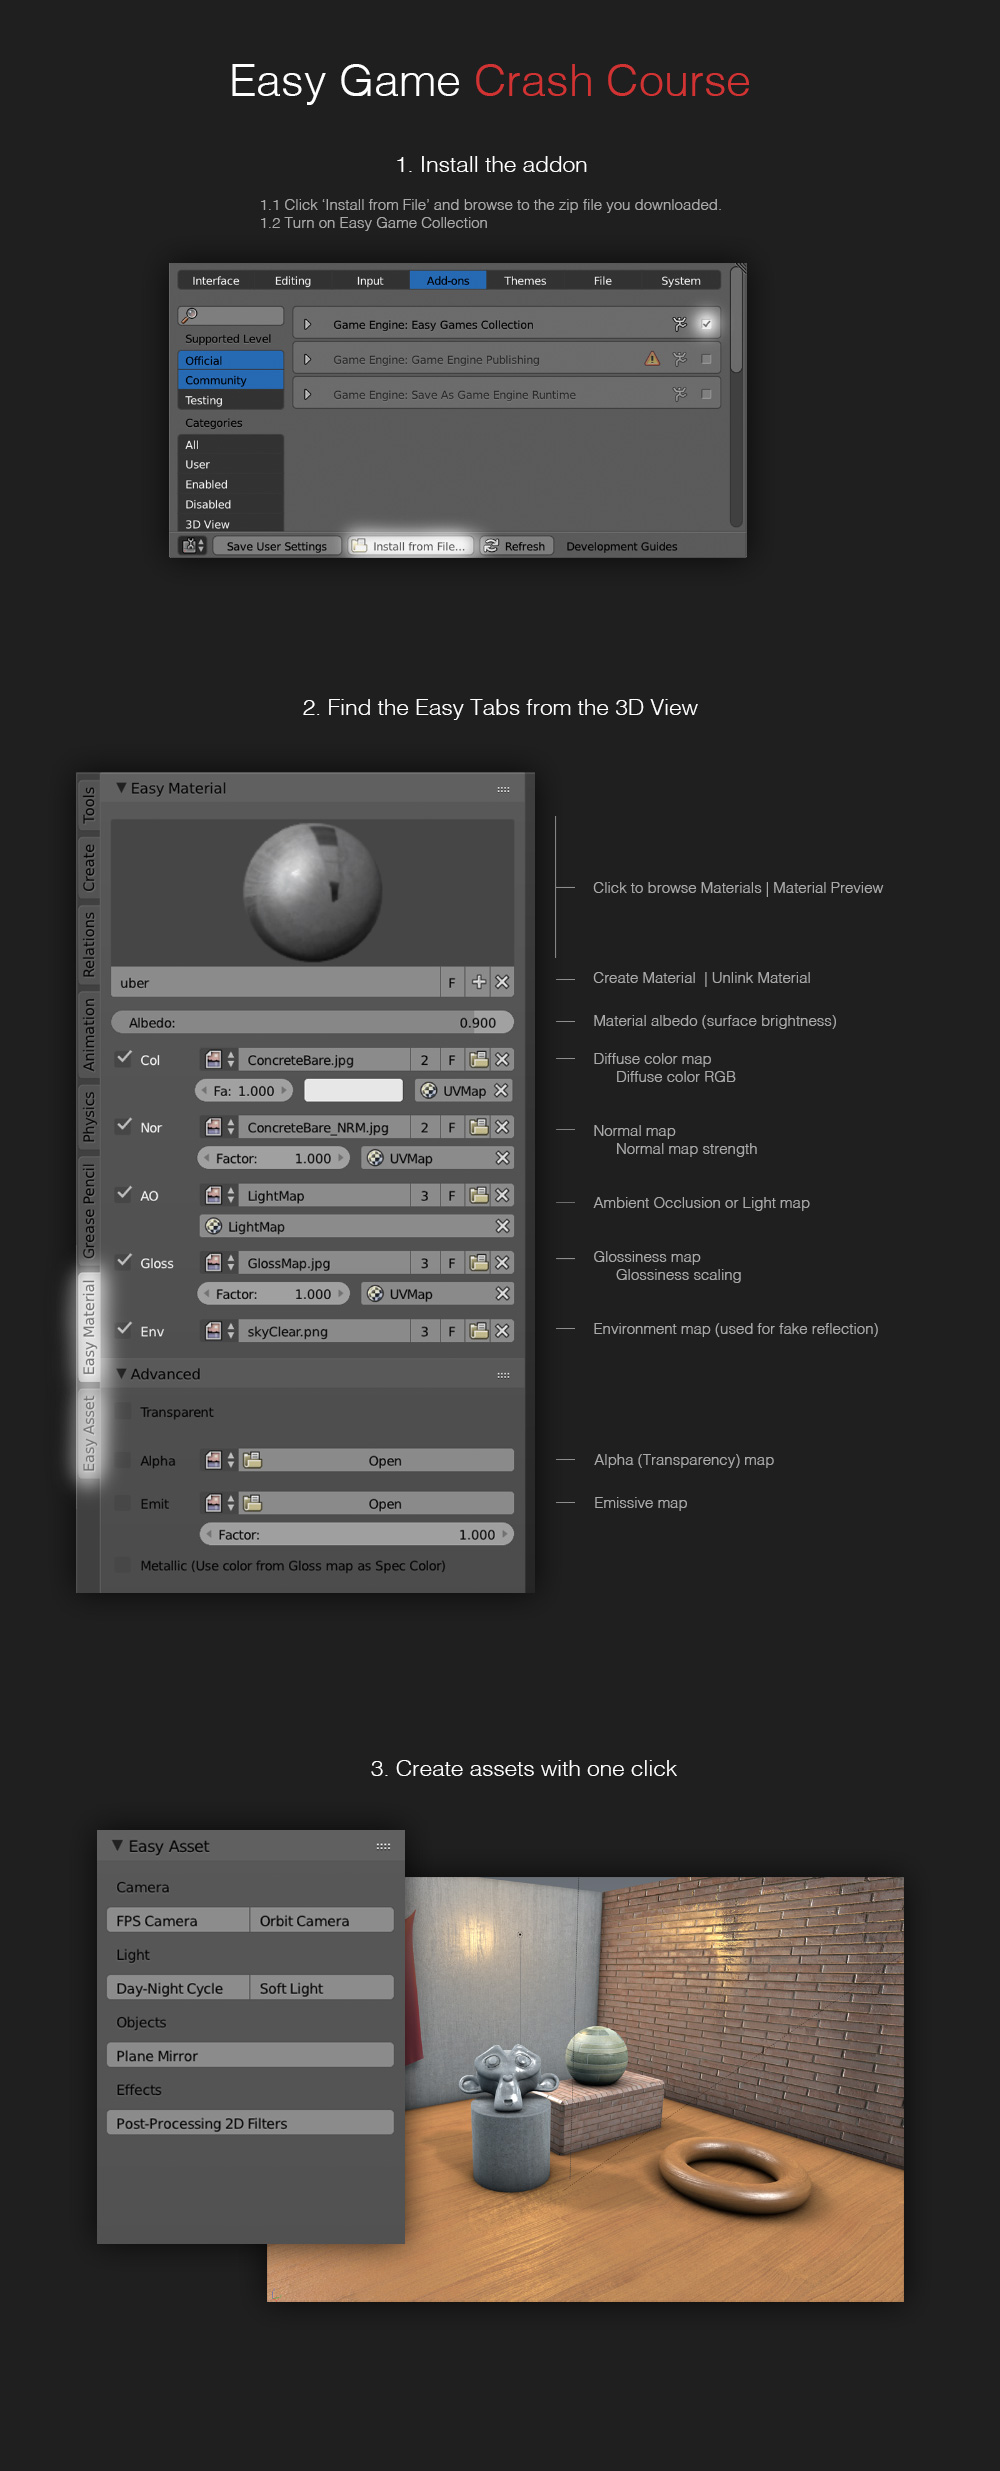 Easy Game Crash Course
1. Install the addon
1.1 Click 'Install from File' and browse to the zip file you downloaded.
1.2 Turn on Easy Game Collection
Interface Editing Input Add-ons Themes File System
Supported Level
Official
Community
Testing
Categories
All
User
Enabled
Disabled
3D View
Game Engine: Easy Games Collection
Game Engine: Game Engine Publishing
Game Engine: Save As Game Engine Runtime
Save User Settings Install from File... Refresh Development Guides
2. Find the Easy Tabs from the 3D View
Tools
Create
Relations
Animation
Physics
Grease Pencil
Easy Material
Easy Asset
Easy Material
uber F
Albedo: 0.900
Col ConcreteBare.jpg 2 F
Fa: 1.000 UVMap
Nor ConcreteBare_NRM.jpg 2 F
Factor: 1.000 UVMap
AO LightMap 3 F
LightMap
Gloss GlossMap.jpg 3 F
Factor: 1.000 UVMap
Env skyClear.png 3 F
Advanced
Transparent
Alpha Open
Emit Open
Factor: 1.000
Metallic (Use color from Gloss map as Spec Color)
Click to browse Materials | Material Preview
Create Material | Unlink Material
Material albedo (surface brightness)
Diffuse color map
Diffuse color RGB
Normal map
Normal map strength
Ambient Occlusion or Light map
Glossiness map
Glossiness scaling
Environment map (used for fake reflection)
Alpha (Transparency) map
Emissive map
3. Create assets with one click
Easy Asset
Camera
FPS Camera Orbit Camera
Light
Day-Night Cycle Soft Light
Objects
Plane Mirror
Effects
Post-Processing 2D Filters